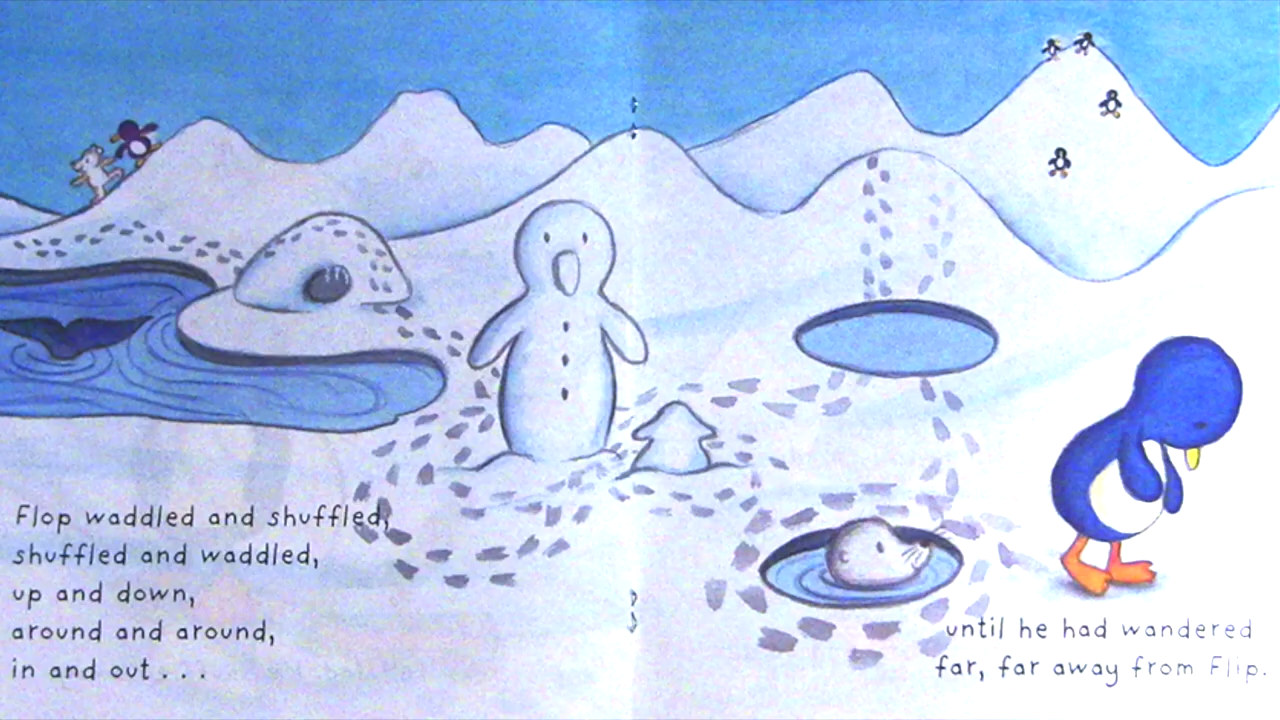 Flop waddled and shuffled,
shuffled and waddled,
up and down,
around and around,
in and out . . .
until he had wandered
far, far away from Flip.